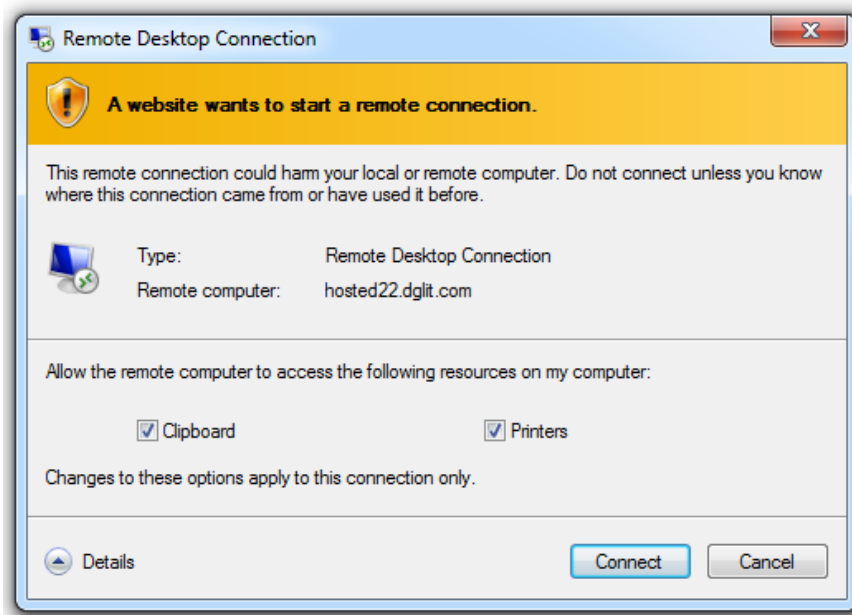 Remote Desktop Connection
A website wants to start a remote connection.
This remote connection could harm your local or remote computer. Do not connect unless you know
where this connection came from or have used it before.
Type: Remote Desktop Connection
Remote computer: hosted22.dglit.com
Allow the remote computer to access the following resources on my computer:
Clipboard Printers
Changes to these options apply to this connection only.
Details Connect Cancel